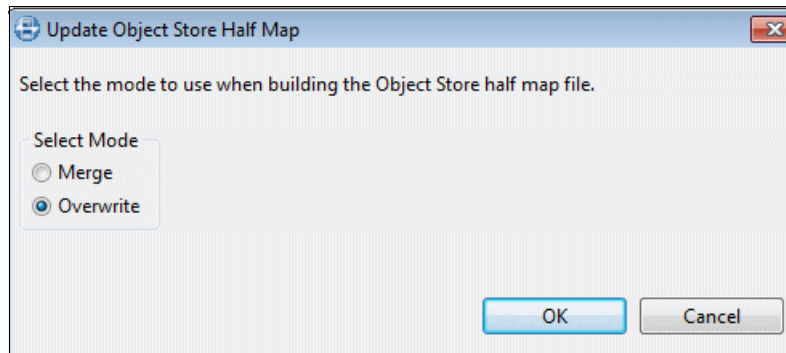 Update Object Store Half Map
Select the mode to use when building the Object Store half map file.
Select Mode
Merge
Overwrite
OK
Cancel